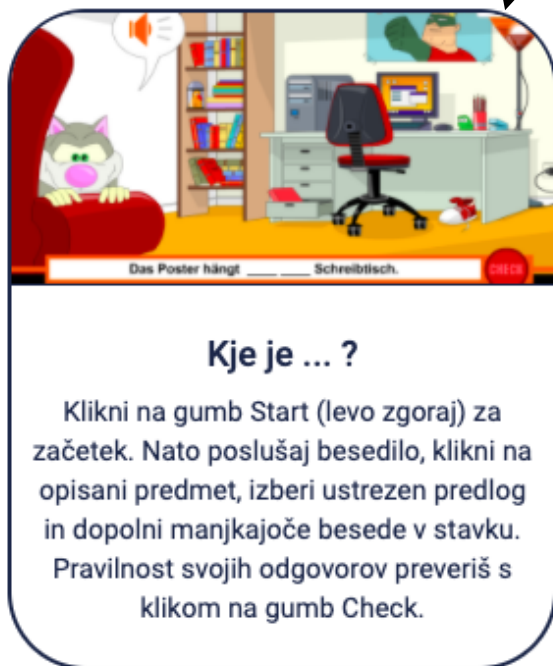 Das Poster hängt ____ ____ Schreibtisch.
CHECK
Kje je ... ?
Klikni na gumb Start (levo zgoraj) za
začetek. Nato poslušaj besedilo, klikni na
opisani predmet, izberi ustrezen predlog
in dopolni manjkajoče besede v stavku.
Pravilnost svojih odgovorov preveriš s
klikom na gumb Check.